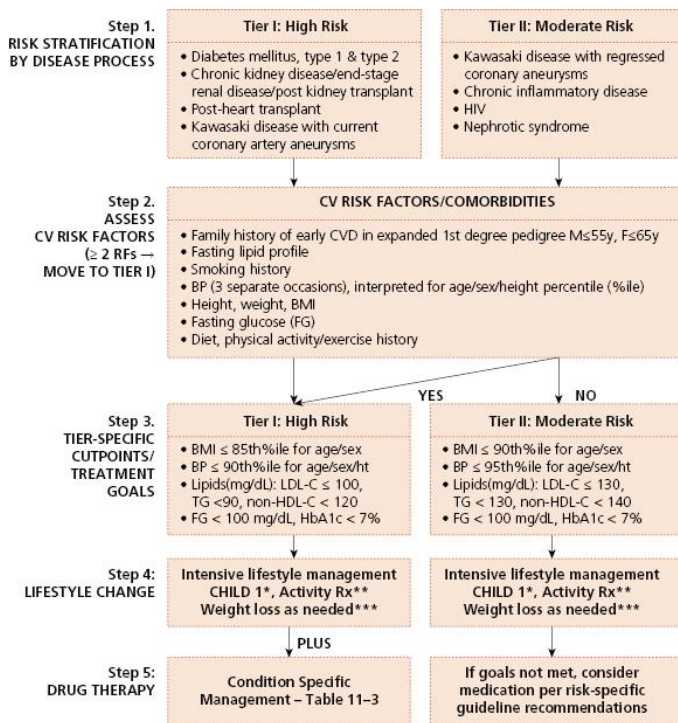 Step 1.
RISK STRATIFICATION
BY DISEASE PROCESS
Tier I: High Risk
• Diabetes mellitus, type 1 & type 2
• Chronic kidney disease/end-stage
renal disease/post kidney transplant
• Post-heart transplant
• Kawasaki disease with current
coronary artery aneurysms
Tier II: Moderate Risk
• Kawasaki disease with regressed
coronary aneurysms
• Chronic inflammatory disease
• HIV
• Nephrotic syndrome
Step 2.
ASSESS
CV RISK FACTORS
(≥ 2 RFs →
MOVE TO TIER I)
CV RISK FACTORS/COMORBIDITIES
• Family history of early CVD in expanded 1st degree pedigree M≤55y, F≤65y
• Fasting lipid profile
• Smoking history
• BP (3 separate occasions), interpreted for age/sex/height percentile (%ile)
• Height, weight, BMI
• Fasting glucose (FG)
• Diet, physical activity/exercise history
YES
NO
Step 3.
TIER-SPECIFIC
CUTPOINTS/
TREATMENT
GOALS
Tier I: High Risk
• BMI ≤ 85th%ile for age/sex
• BP ≤ 90th%ile for age/sex/ht
• Lipids(mg/dL): LDL-C ≤ 100,
TG <90, non-HDL-C < 120
• FG < 100 mg/dL, HbA1c < 7%
Tier II: Moderate Risk
• BMI ≤ 90th%ile for age/sex
• BP ≤ 95th%ile for age/sex/ht
• Lipids(mg/dL): LDL-C ≤ 130,
TG < 130, non-HDL-C < 140
• FG < 100 mg/dL, HbA1c < 7%
Step 4:
LIFESTYLE CHANGE
Intensive lifestyle management
CHILD 1*, Activity Rx**
Weight loss as needed***
Intensive lifestyle management
CHILD 1*, Activity Rx**
Weight loss as needed***
PLUS
Step 5:
DRUG THERAPY
Condition Specific
Management – Table 11–3
If goals not met, consider
medication per risk-specific
guideline recommendations